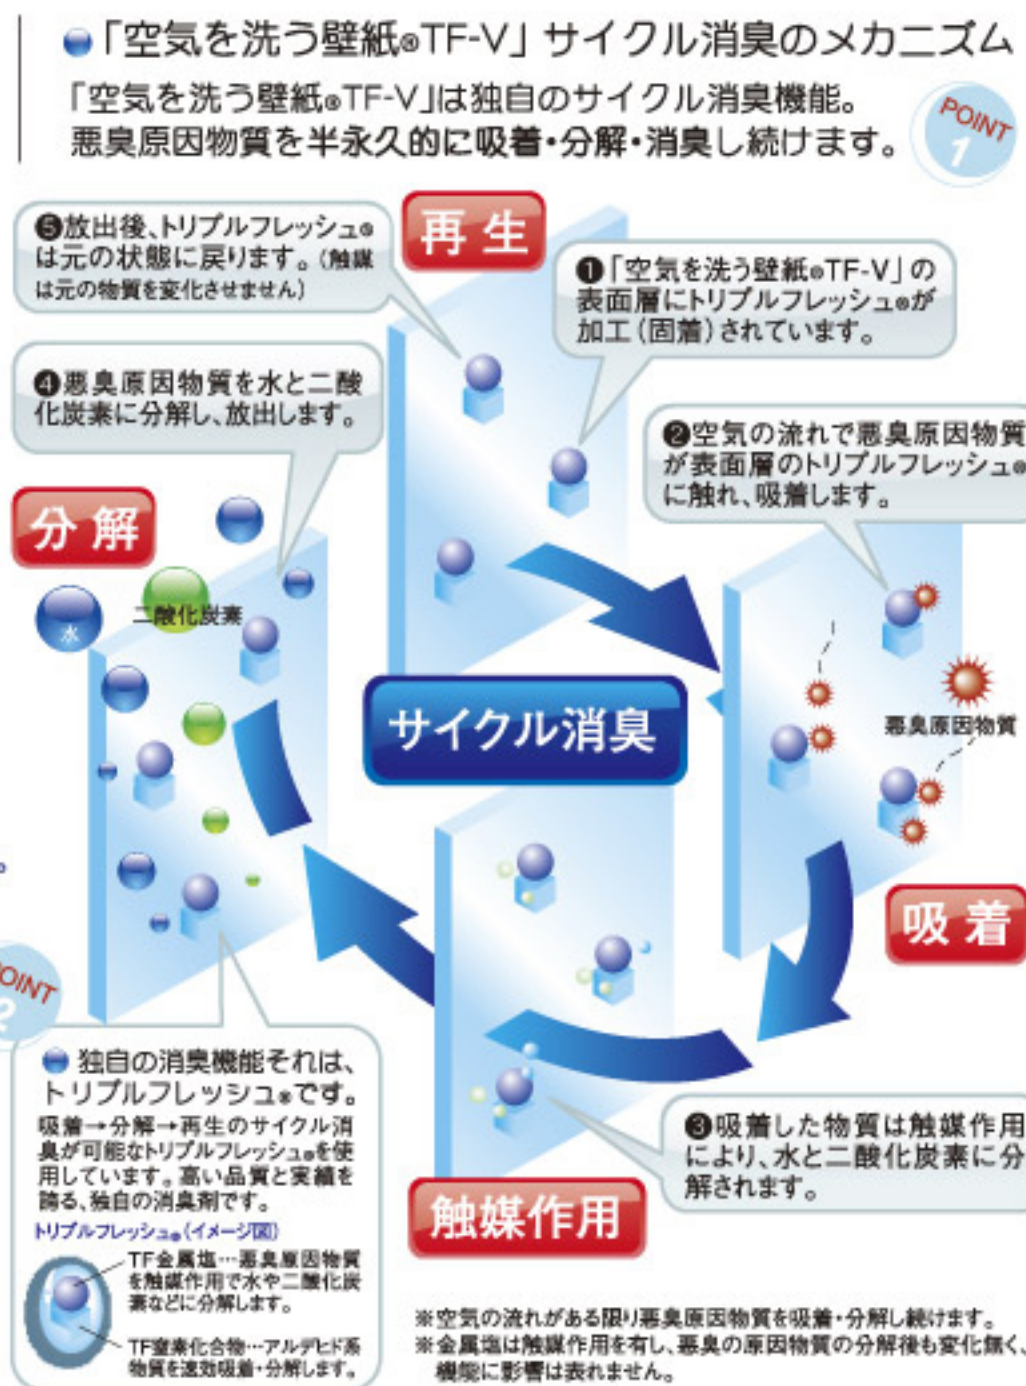 「空気を洗う壁紙®TF-V」サイクル消臭のメカニズム
「空気を洗う壁紙®TF-V」は独自のサイクル消臭機能。
悪臭原因物質を半永久的に吸着・分解・消臭し続けます。
POINT
1
再生
❺放出後、トリプルフレッシュ®
は元の状態に戻ります。(触媒
は元の物質を変化させません)
❶「空気を洗う壁紙®TF-V」の
表面層にトリプルフレッシュ®が
加工(固着)されています。
❹悪臭原因物質を水と二酸
化炭素に分解し、放出します。
❷空気の流れで悪臭原因物質
が表面層のトリプルフレッシュ®
に触れ、吸着します。
分解
二酸化炭素
水
サイクル消臭
悪臭原因物質
吸着
。
POINT
2
独自の消臭機能それは、
トリプルフレッシュ®です。
吸着→分解→再生のサイクル消
臭が可能なトリプルフレッシュ®を使
用しています。高い品質と実績を
誇る、独自の消臭剤です。
トリプルフレッシュ®(イメージ図)
TF金属塩…悪臭原因物質
を触媒作用で水や二酸化炭
素などに分解します。
TF窒素化合物…アルデヒド系
物質を速効吸着・分解します。
❸吸着した物質は触媒作用
により、水と二酸化炭素に分
解されます。
触媒作用
※空気の流れがある限り悪臭原因物質を吸着・分解し続けます。
※金属塩は触媒作用を有し、悪臭の原因物質の分解後も変化無く、
機能に影響は表れません。